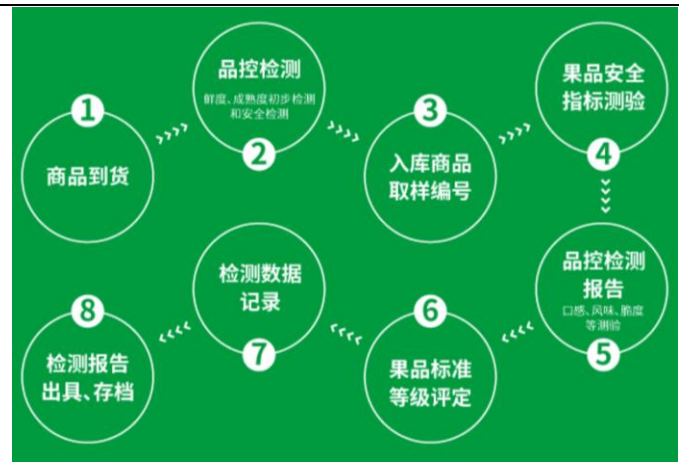 1
商品到货
品控检测
鲜度、成熟度初步检测
和安全检测
2
3
入库商品
取样编号
果品安全
指标测验
4
品控检测
报告
口感、风味、脆度
等测验
5
6
果品标准
等级评定
检测数据
记录
7
8
检测报告
出具、存档